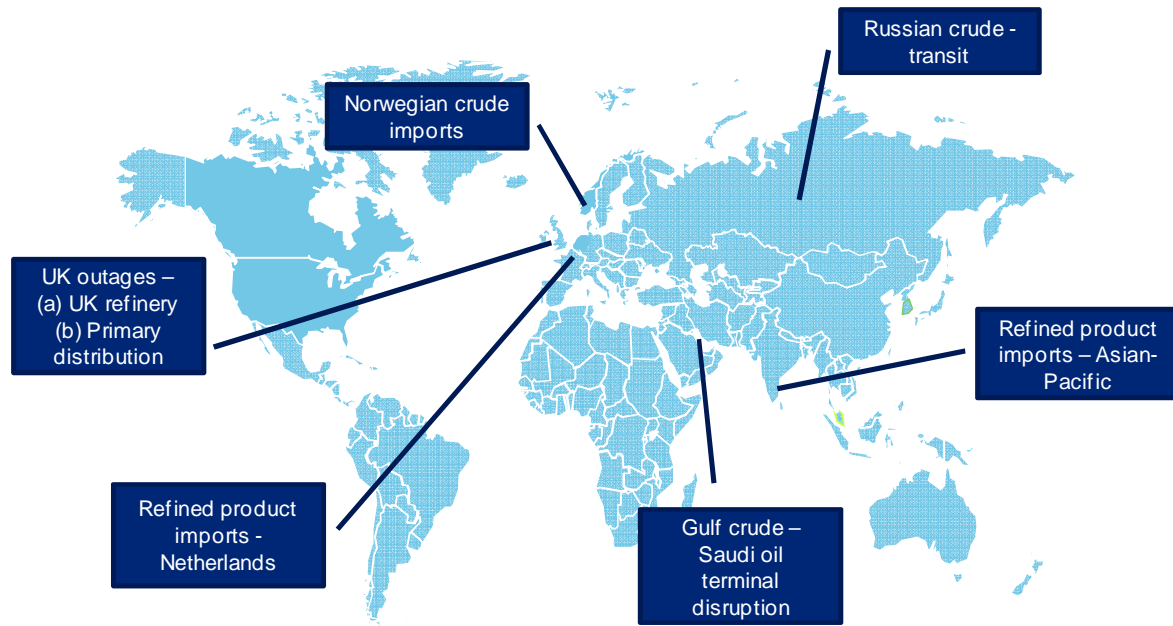 Russian crude -
transit
Norwegian crude
imports
UK outages –
(a) UK refinery
(b) Primary
distribution
Refined product
imports – Asian-
Pacific
Refined product
imports -
Netherlands
Gulf crude –
Saudi oil
terminal
disruption